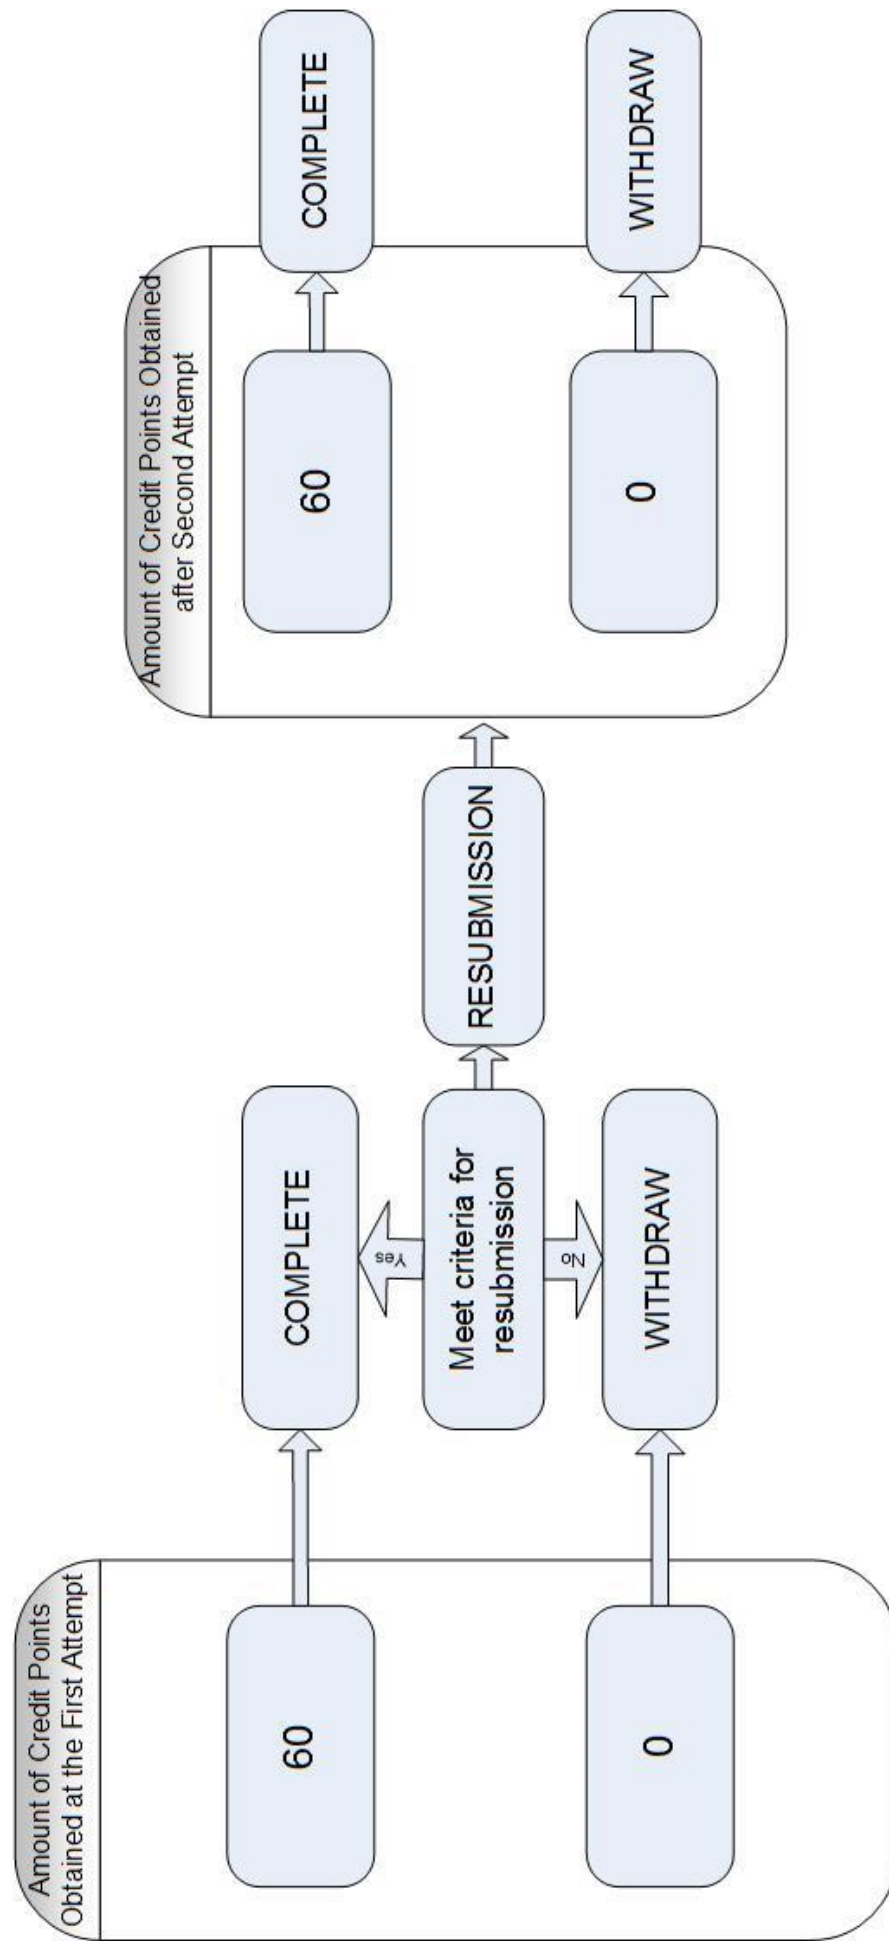 Amount of Credit Points
Obtained at the First Attempt
60
0
COMPLETE
Yes
Meet criteria for
resubmission
No
WITHDRAW
RESUBMISSION
Amount of Credit Points Obtained
after Second Attempt
60
0
COMPLETE
WITHDRAW